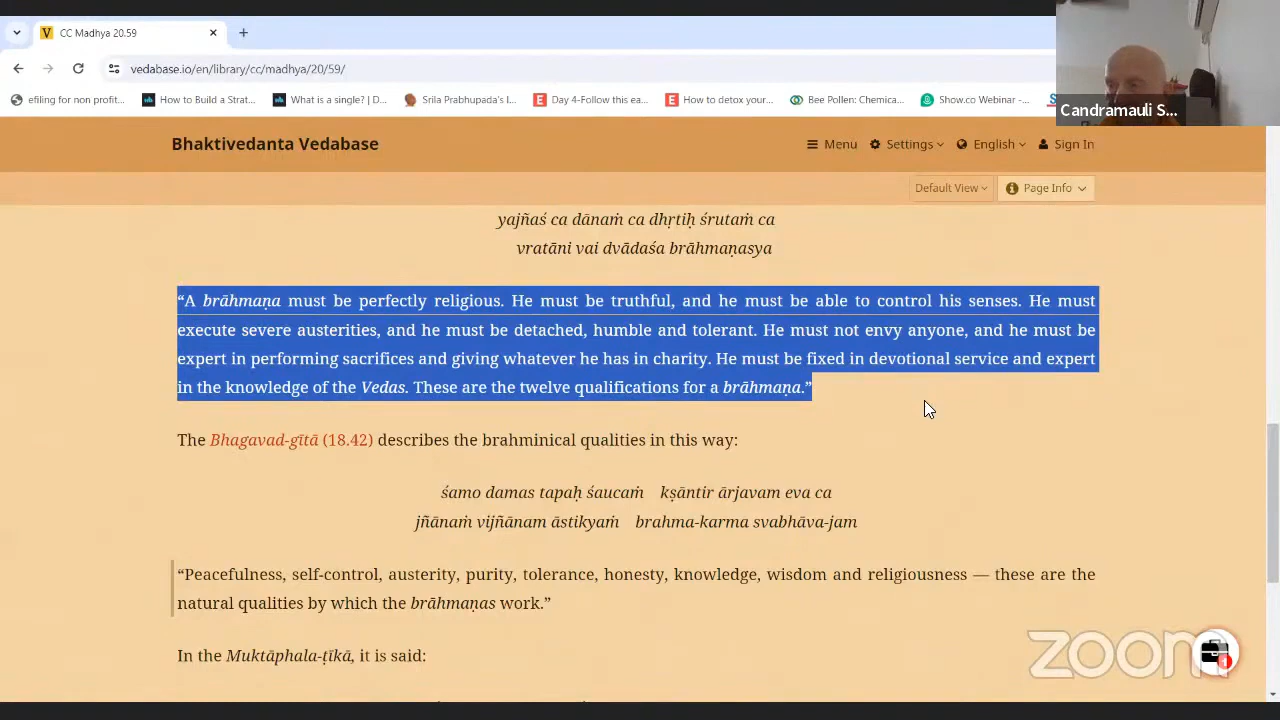 CC Madhya 20.59
vedabase.io/en/library/cc/madhya/20/59/
efiling for non profit...
How to Build a Strat...
What is a single? | D...
Srila Prabhupada's l...
Day 4-Follow this ea...
How to detox your...
Bee Pollen: Chemica...
Show.co Webinar -...
Candramauli S...
Bhaktivedanta Vedabase
Menu
Settings
English
Sign In
Default View
Page Info
yajñaś ca dānaṁ ca dhṛtiḥ śrutaṁ ca
vratāni vai dvādaśa brāhmaṇasya
“A brāhmaṇa must be perfectly religious. He must be truthful, and he must be able to control his senses. He must
execute severe austerities, and he must be detached, humble and tolerant. He must not envy anyone, and he must be
expert in performing sacrifices and giving whatever he has in charity. He must be fixed in devotional service and expert
in the knowledge of the Vedas. These are the twelve qualifications for a brāhmaṇa.”
The Bhagavad-gītā (18.42) describes the brahminical qualities in this way:
śamo damas tapaḥ śaucaṁ kṣāntir ārjavam eva ca
jñānaṁ vijñānam āstikyaṁ brahma-karma svabhāva-jam
“Peacefulness, self-control, austerity, purity, tolerance, honesty, knowledge, wisdom and religiousness — these are the
natural qualities by which the brāhmaṇas work.”
In the Muktāphala-ṭīkā, it is said:
zoom
1